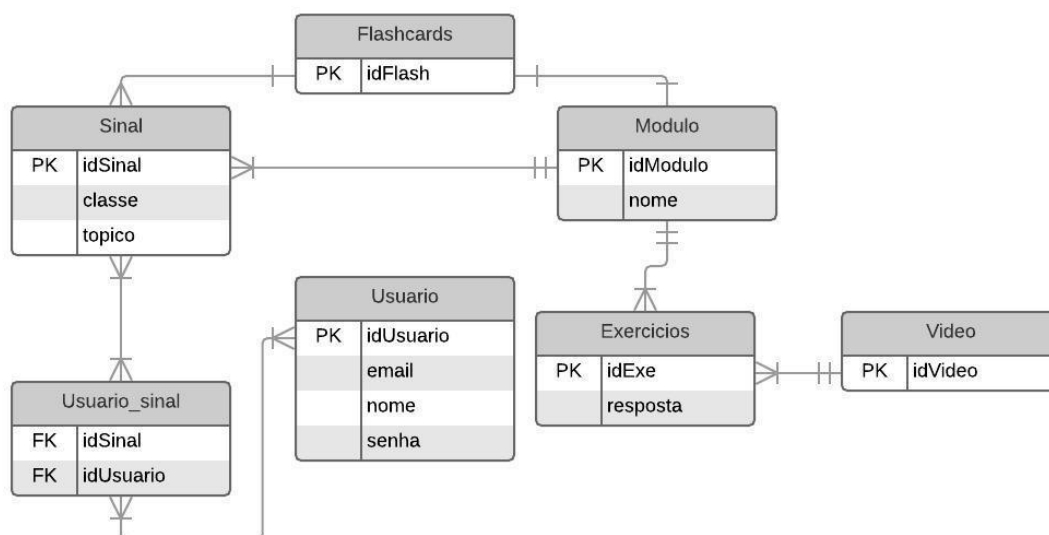 Flashcards
PK idFlash
Sinal
PK idSinal
classe
topico
Modulo
PK idModulo
nome
Usuario
PK idUsuario
email
nome
senha
Exercicios
PK idExe
resposta
Video
PK idVideo
Usuario_sinal
FK idSinal
FK idUsuario